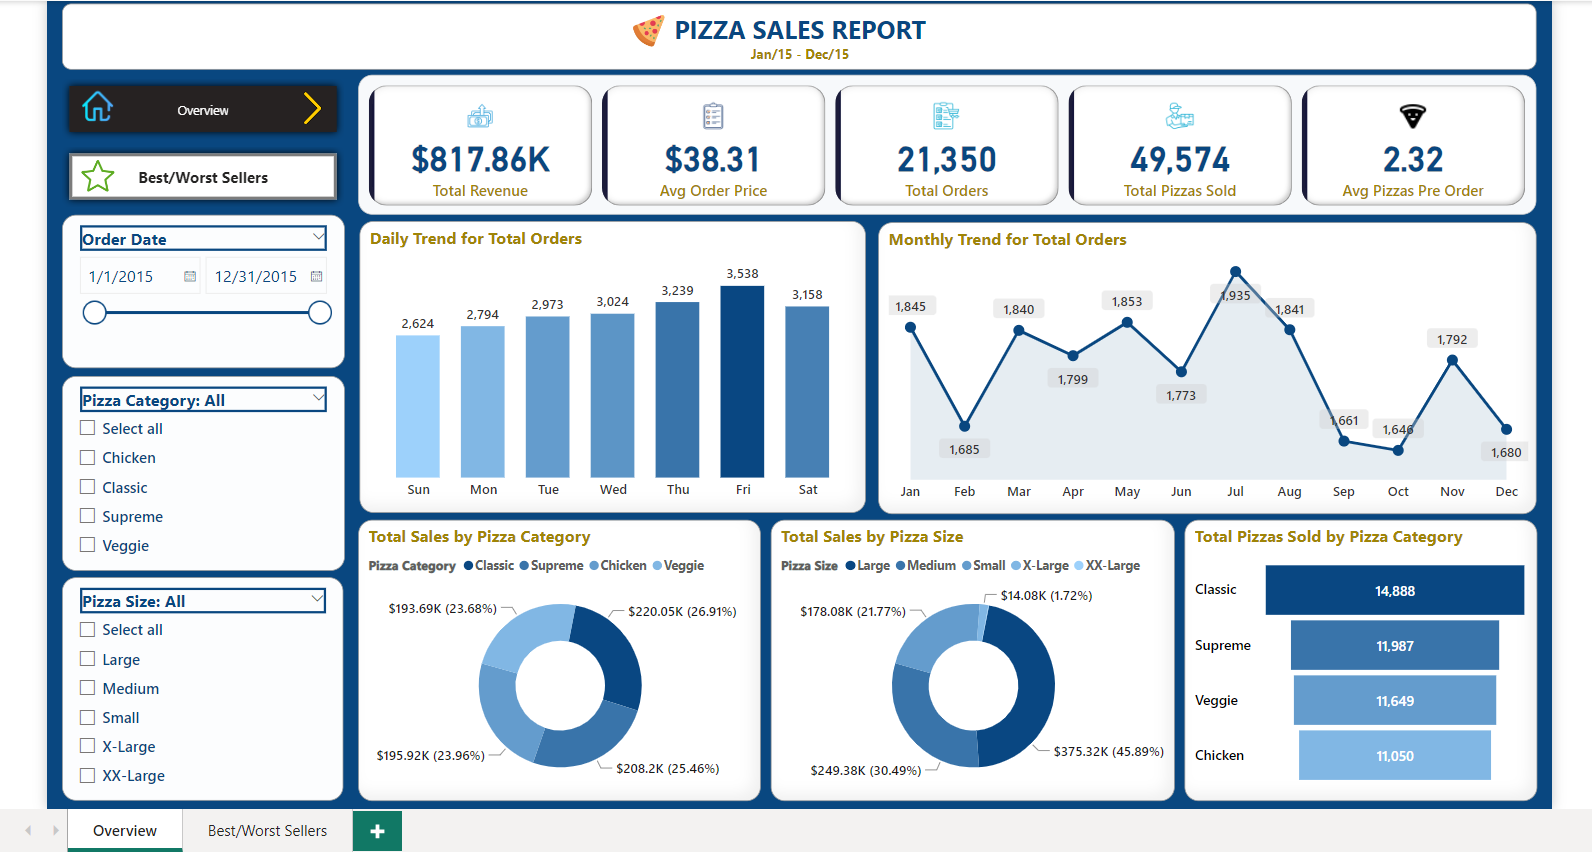 PIZZA SALES REPORT
Jan/15 - Dec/15
Overview
Best/Worst Sellers
$817.86K
Total Revenue
$38.31
Avg Order Price
21,350
Total Orders
49,574
Total Pizzas Sold
2.32
Avg Pizzas Pre Order
Order Date
1/1/2015 12/31/2015
Pizza Category: All
Select all
Chicken
Classic
Supreme
Veggie
Pizza Size: All
Select all
Large
Medium
Small
X-Large
XX-Large
Daily Trend for Total Orders
2,624 2,794 2,973 3,024 3,239 3,538 3,158
Sun Mon Tue Wed Thu Fri Sat
Monthly Trend for Total Orders
1,845 1,685 1,840 1,799 1,853 1,773 1,935 1,841 1,661 1,646 1,792 1,680
Jan Feb Mar Apr May Jun Jul Aug Sep Oct Nov Dec
Total Sales by Pizza Category
Pizza Category Classic Supreme Chicken Veggie
$193.69K (23.68%) $220.05K (26.91%)
$195.92K (23.96%) $208.2K (25.46%)
Total Sales by Pizza Size
Pizza Size Large Medium Small X-Large XX-Large
$14.08K (1.72%)
$178.08K (21.77%)
$375.32K (45.89%)
$249.38K (30.49%)
Total Pizzas Sold by Pizza Category
Classic 14,888
Supreme 11,987
Veggie 11,649
Chicken 11,050
Overview Best/Worst Sellers +